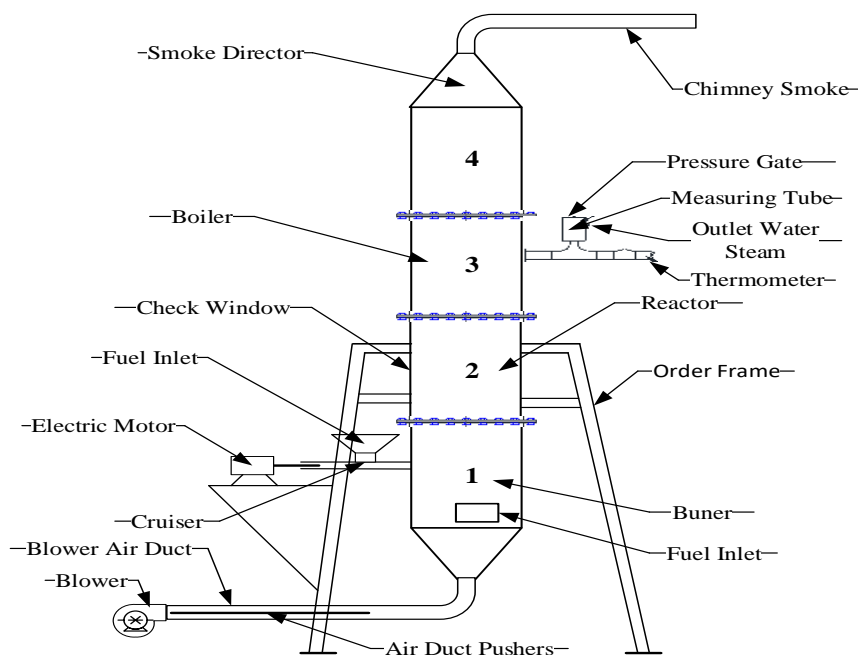 Smoke Director
Chimney Smoke
4
Pressure Gate
Measuring Tube
Boiler
Outlet Water
Steam
3
Thermometer
Check Window
Reactor
Fuel Inlet
2
Order Frame
Electric Motor
1
Cruiser
Buner
Blower Air Duct
Fuel Inlet
Blower
Air Duct Pushers